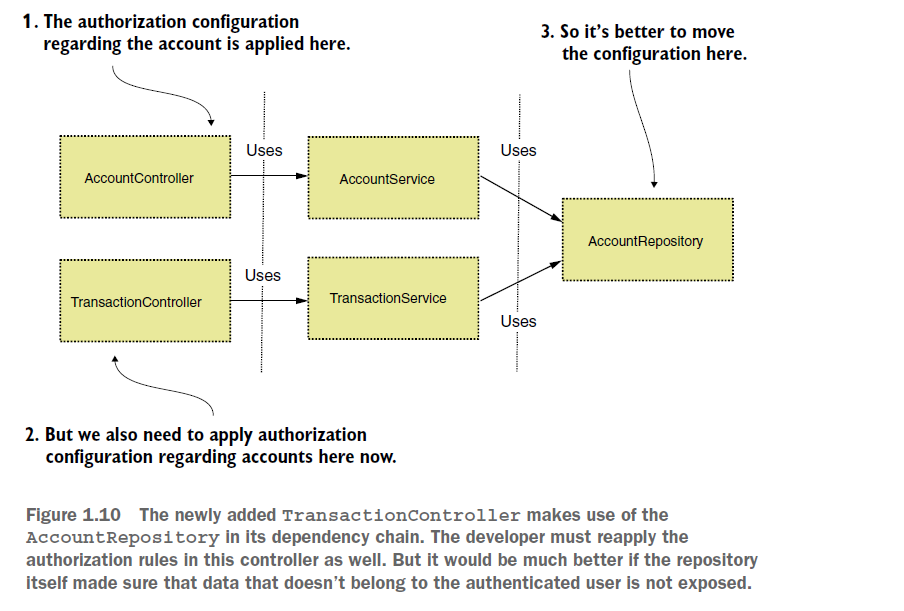 1. The authorization configuration
regarding the account is applied here.
3. So it’s better to move
the configuration here.
Uses
Uses
AccountController
AccountService
AccountRepository
Uses
TransactionController
TransactionService
Uses
2. But we also need to apply authorization
configuration regarding accounts here now.
Figure 1.10 The newly added TransactionController makes use of the
AccountRepository in its dependency chain. The developer must reapply the
authorization rules in this controller as well. But it would be much better if the repository
itself made sure that data that doesn’t belong to the authenticated user is not exposed.